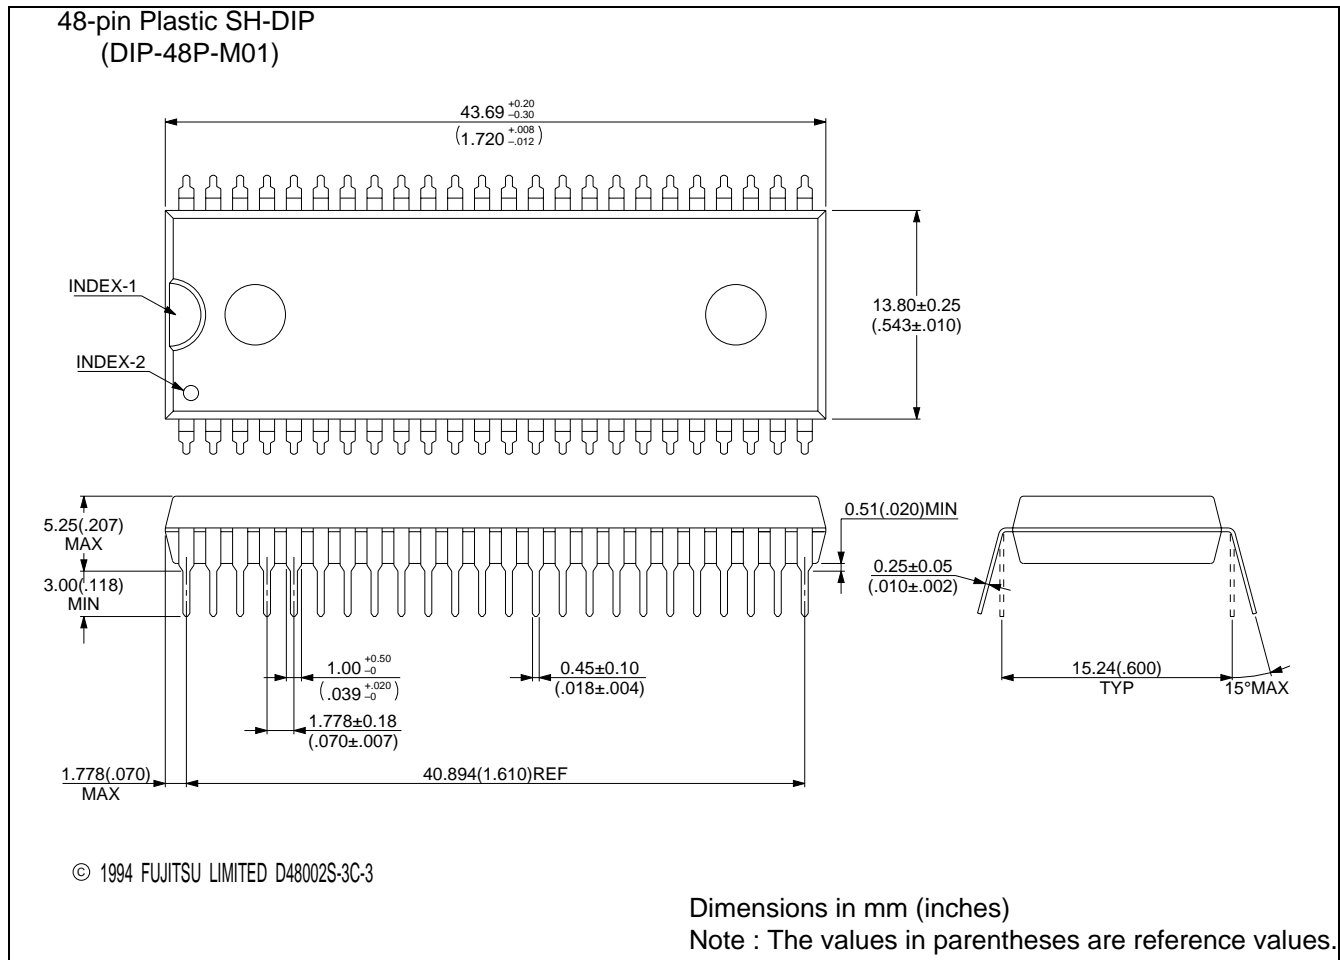 48-pin Plastic SH-DIP
(DIP-48P-M01)
43.69 +0.20 –0.30
(1.720 +.008 –.012)
INDEX-1
INDEX-2
13.80±0.25
(.543±.010)
5.25(.207)
MAX
3.00(.118)
MIN
0.51(.020)MIN
0.25±0.05
(.010±.002)
1.00 +0.50 –0
(.039 +.020 –0)
0.45±0.10
(.018±.004)
15.24(.600)
TYP
15°MAX
1.778±0.18
(.070±.007)
1.778(.070)
MAX
40.894(1.610)REF
© 1994 FUJITSU LIMITED D48002S-3C-3
Dimensions in mm (inches)
Note : The values in parentheses are reference values.